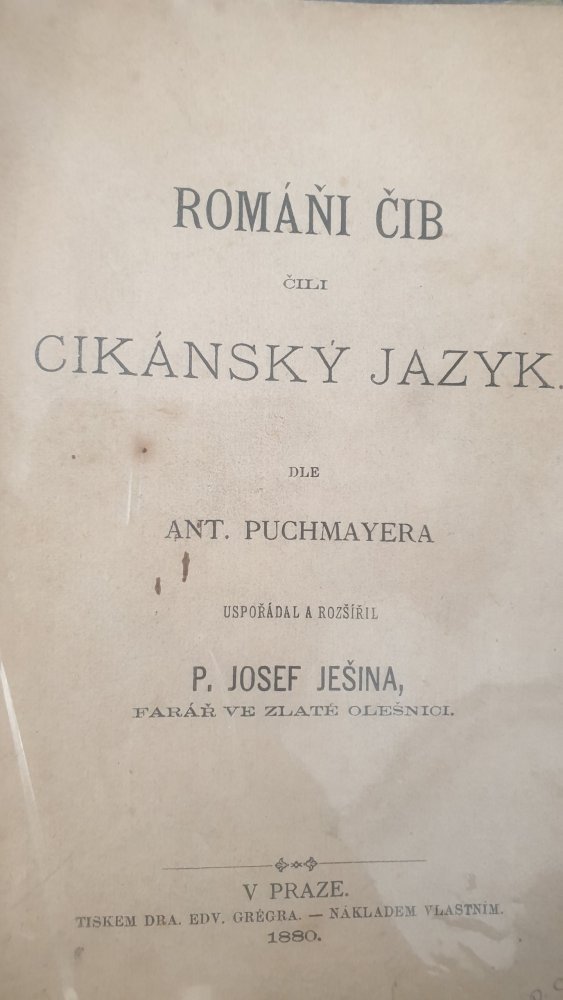 ROMÁŇI ČIB
ČILI
CIKÁNSKÝ JAZYK.
DLE
ANT. PUCHMAYERA
USPOŘÁDAL A ROZŠÍŘIL
P. JOSEF JEŠINA,
FARÁŘ VE ZLATÉ OLEŠNICI.
V PRAZE.
TISKEM DRA. EDV. GRÉGRA. — NÁKLADEM VLASTNÍM.
1880.